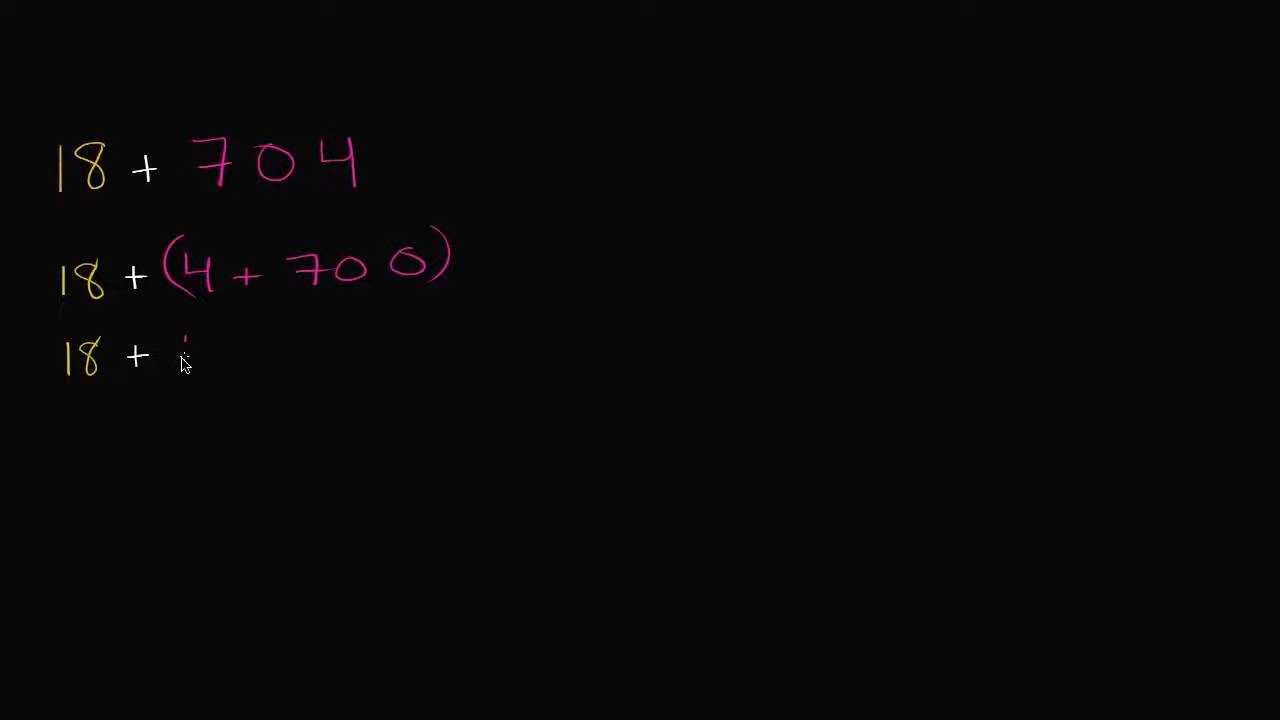 18 + 704
18 + (4 + 700)
18 +